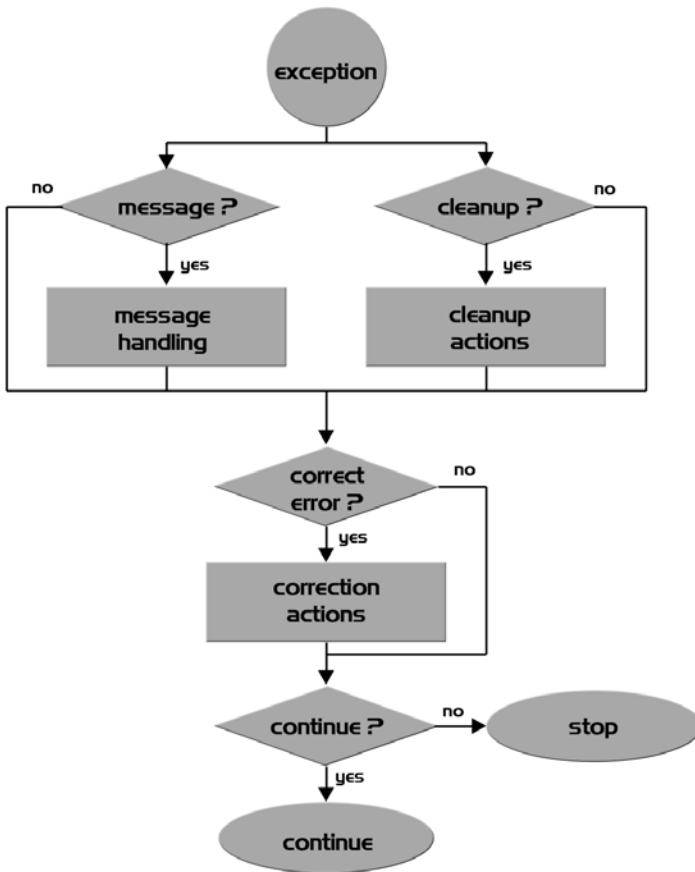 exception
no
message ?
cleanup ?
no
yes
yes
message
handling
cleanup
actions
correct
error ?
no
yes
correction
actions
continue ?
no
stop
yes
continue